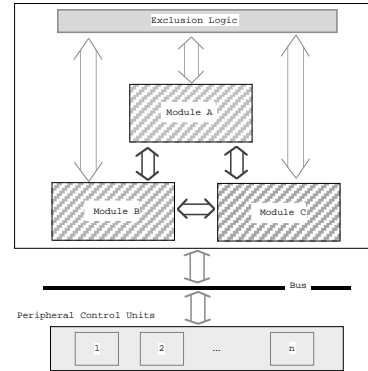 Exclusion Logic
Module A
Module B
Module C
Bus
Peripheral Control Units
1 2 ... n